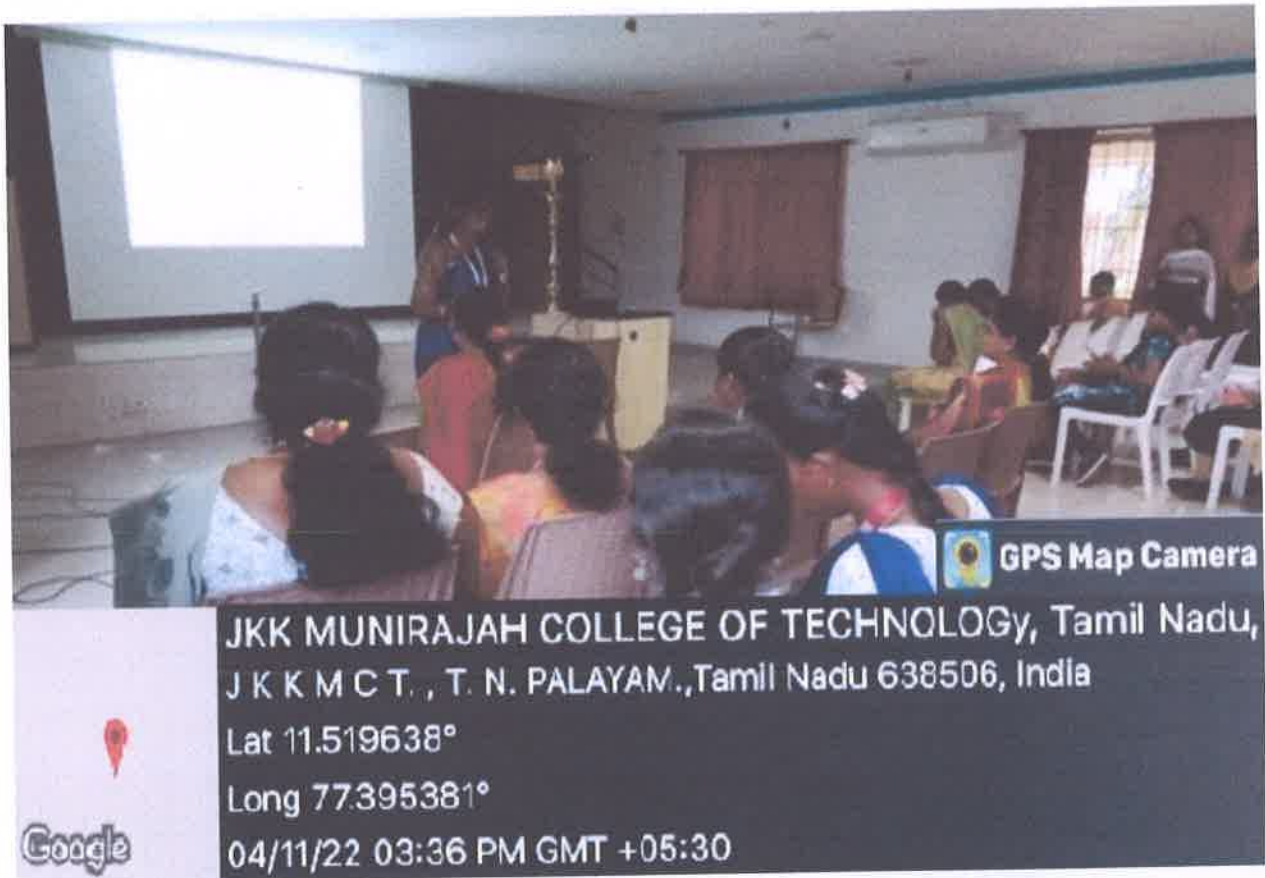 GPS Map Camera
JKK MUNIRAJAH COLLEGE OF TECHNOLOGy, Tamil Nadu,
J K K M C T. , T. N. PALAYAM.,Tamil Nadu 638506, India
Lat 11.519638°
Long 77.395381°
04/11/22 03:36 PM GMT +05:30
Google